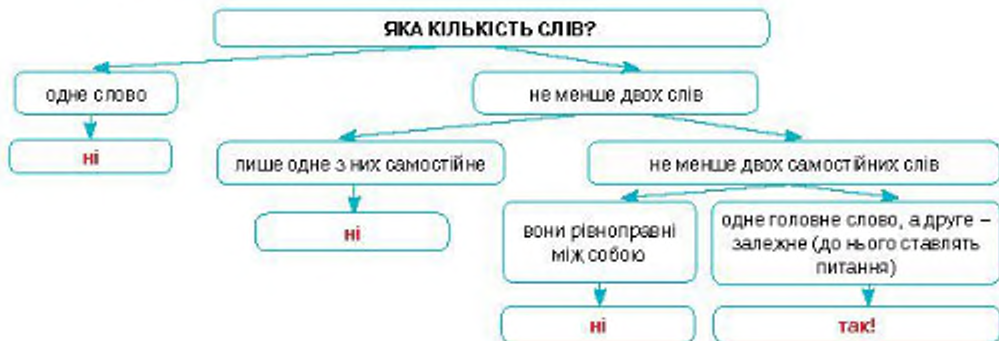 ЯКА КІЛЬКІСТЬ СЛІВ?
одне слово
не менше двох слів
ні
лише одне з них самостійне
не менше двох самостійних слів
ні
вони рівноправні
між собою
одне головне слово, а друге –
залежне (до нього ставлять
питання)
ні
так!